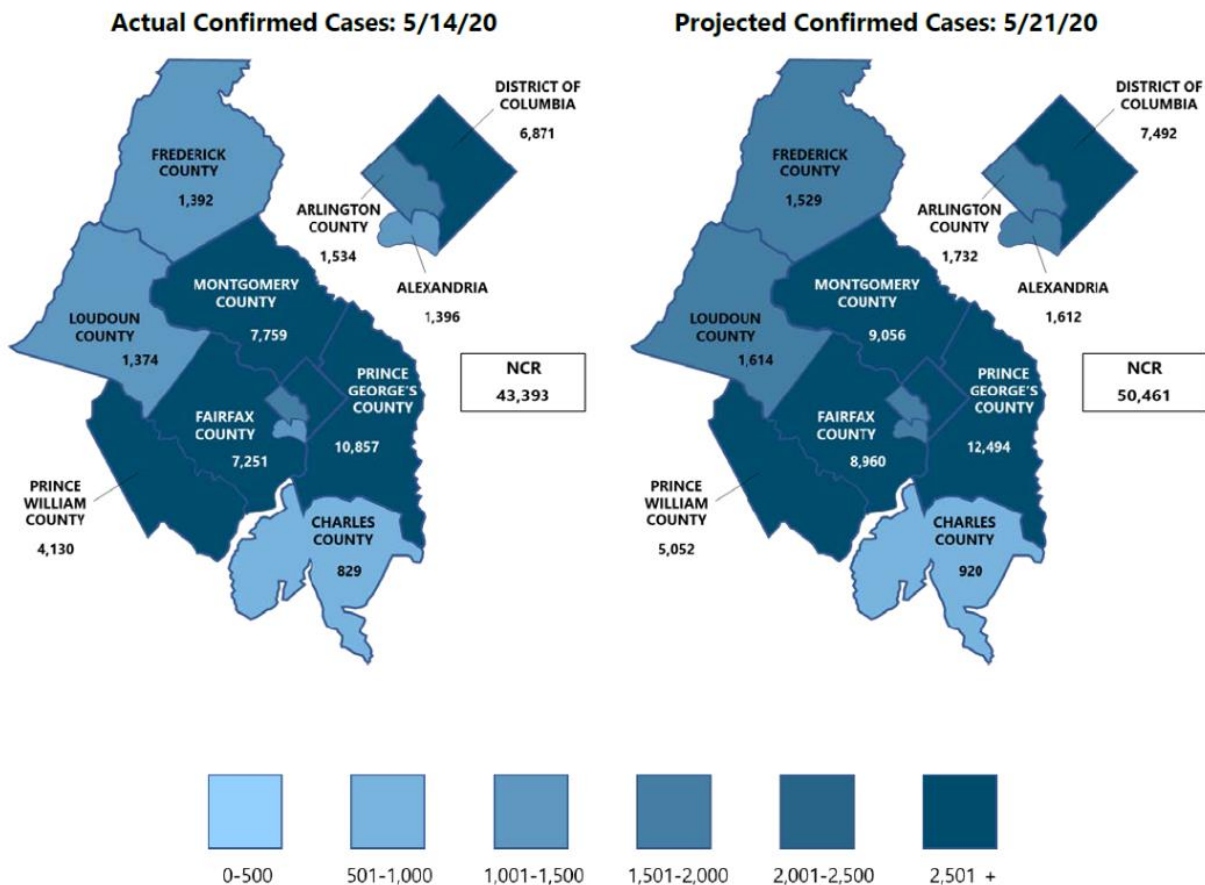 Actual Confirmed Cases: 5/14/20
DISTRICT OF
COLUMBIA
6,871
FREDERICK
COUNTY
1,392
ARLINGTON
COUNTY
1,534
ALEXANDRIA
1,396
MONTGOMERY
COUNTY
7,759
LOUDOUN
COUNTY
1,374
NCR
43,393
PRINCE
GEORGE'S
COUNTY
10,857
FAIRFAX
COUNTY
7,251
PRINCE
WILLIAM
COUNTY
4,130
CHARLES
COUNTY
829
Projected Confirmed Cases: 5/21/20
DISTRICT OF
COLUMBIA
7,492
FREDERICK
COUNTY
1,529
ARLINGTON
COUNTY
1,732
ALEXANDRIA
1,612
MONTGOMERY
COUNTY
9,056
LOUDOUN
COUNTY
1,614
NCR
50,461
PRINCE
GEORGE'S
COUNTY
12,494
FAIRFAX
COUNTY
8,960
PRINCE
WILLIAM
COUNTY
5,052
CHARLES
COUNTY
920
0-500
501-1,000
1,001-1,500
1,501-2,000
2,001-2,500
2,501 +